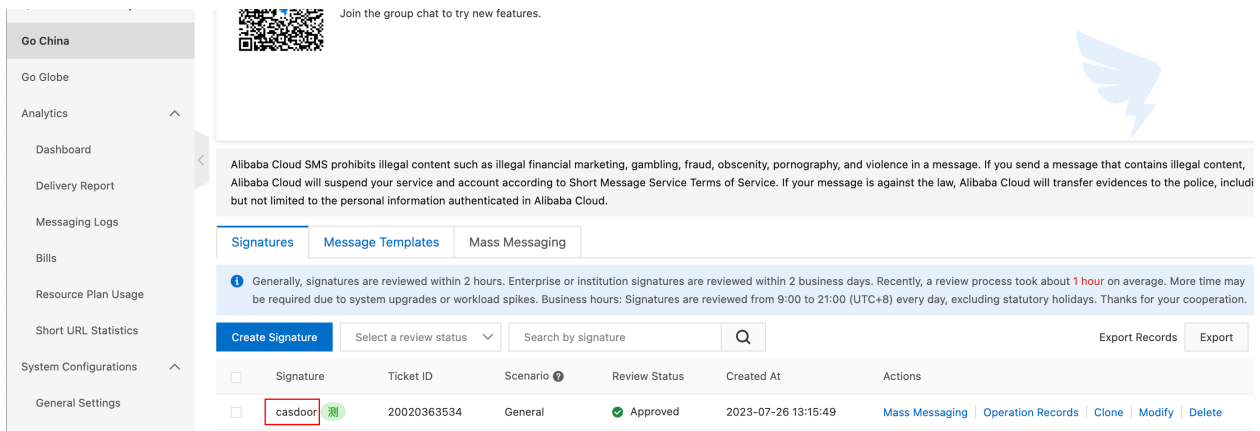 Join the group chat to try new features.
Go China
Go Globe
Analytics
Dashboard
Delivery Report
Messaging Logs
Bills
Resource Plan Usage
Short URL Statistics
System Configurations
General Settings
Alibaba Cloud SMS prohibits illegal content such as illegal financial marketing, gambling, fraud, obscenity, pornography, and violence in a message. If you send a message that contains illegal content,
Alibaba Cloud will suspend your service and account according to Short Message Service Terms of Service. If your message is against the law, Alibaba Cloud will transfer evidences to the police, includi
but not limited to the personal information authenticated in Alibaba Cloud.
Signatures Message Templates Mass Messaging
Generally, signatures are reviewed within 2 hours. Enterprise or institution signatures are reviewed within 2 business days. Recently, a review process took about 1 hour on average. More time may
be required due to system upgrades or workload spikes. Business hours: Signatures are reviewed from 9:00 to 21:00 (UTC+8) every day, excluding statutory holidays. Thanks for your cooperation.
Create Signature Select a review status Search by signature Export Records Export
Signature Ticket ID Scenario Review Status Created At Actions
casdoor 测 20020363534 General Approved 2023-07-26 13:15:49 Mass Messaging Operation Records Clone Modify Delete